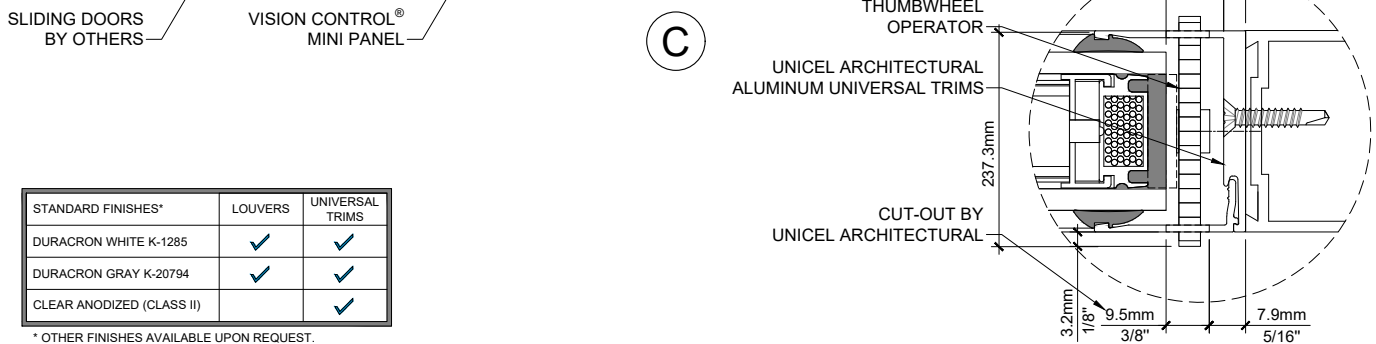 SLIDING DOORS
BY OTHERS
VISION CONTROL®
MINI PANEL
C
THUMBWHEEL
OPERATOR
UNICEL ARCHITECTURAL
ALUMINUM UNIVERSAL TRIMS
237.3mm
CUT-OUT BY
UNICEL ARCHITECTURAL
3.2mm
1/8"
9.5mm
3/8"
7.9mm
5/16"
STANDARD FINISHES*
LOUVERS
UNIVERSAL
TRIMS
DURACRON WHITE K-1285
DURACRON GRAY K-20794
CLEAR ANODIZED (CLASS II)
* OTHER FINISHES AVAILABLE UPON REQUEST.